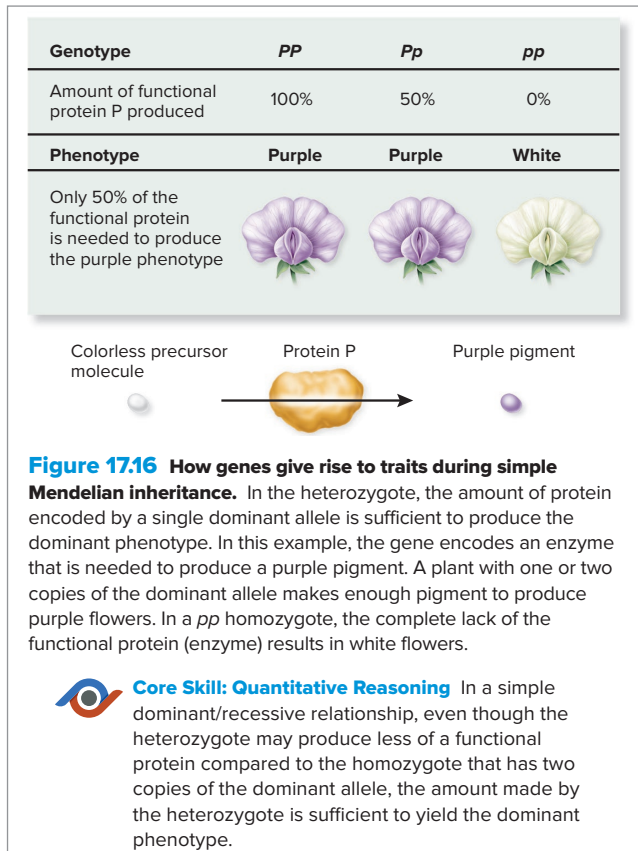 Genotype PP Pp pp
Amount of functional
protein P produced 100% 50% 0%
Phenotype Purple Purple White
Only 50% of the
functional protein
is needed to produce
the purple phenotype
Colorless precursor
molecule
Protein P
Purple pigment
Figure 17.16 How genes give rise to traits during simple
Mendelian inheritance. In the heterozygote, the amount of protein
encoded by a single dominant allele is sufficient to produce the
dominant phenotype. In this example, the gene encodes an enzyme
that is needed to produce a purple pigment. A plant with one or two
copies of the dominant allele makes enough pigment to produce
purple flowers. In a pp homozygote, the complete lack of the
functional protein (enzyme) results in white flowers.
Core Skill: Quantitative Reasoning In a simple
dominant/recessive relationship, even though the
heterozygote may produce less of a functional
protein compared to the homozygote that has two
copies of the dominant allele, the amount made by
the heterozygote is sufficient to yield the dominant
phenotype.